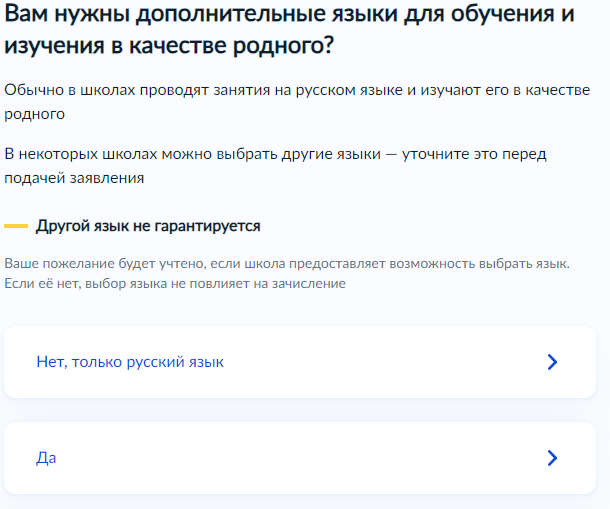 Вам нужны дополнительные языки для обучения и
изучения в качестве родного?
Обычно в школах проводят занятия на русском языке и изучают его в качестве
родного
В некоторых школах можно выбрать другие языки — уточните это перед
подачей заявления
Другой язык не гарантируется
Ваше пожелание будет учтено, если школа предоставляет возможность выбрать язык.
Если её нет, выбор языка не повлияет на зачисление
Нет, только русский язык
Да